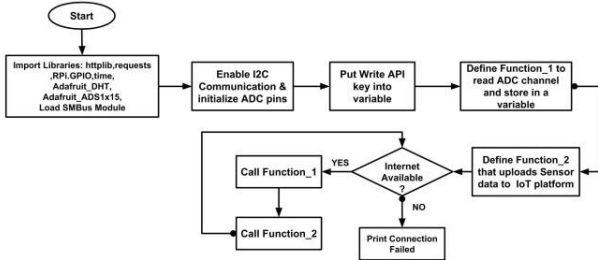 Start
Import Libraries: httplib,requests
,RPi.GPIO,time,
Adafruit_DHT,
Adafruit_ADS1x15,
Load SMBus Module
Enable I2C
Communication &
initialize ADC pins
Put Write API
key into
variable
Define Function_1 to
read ADC channel
and store in a
variable
Define Function_2
that uploads Sensor
data to IoT platform
Internet
Available
?
YES
NO
Call Function_1
Call Function_2
Print Connection
Failed